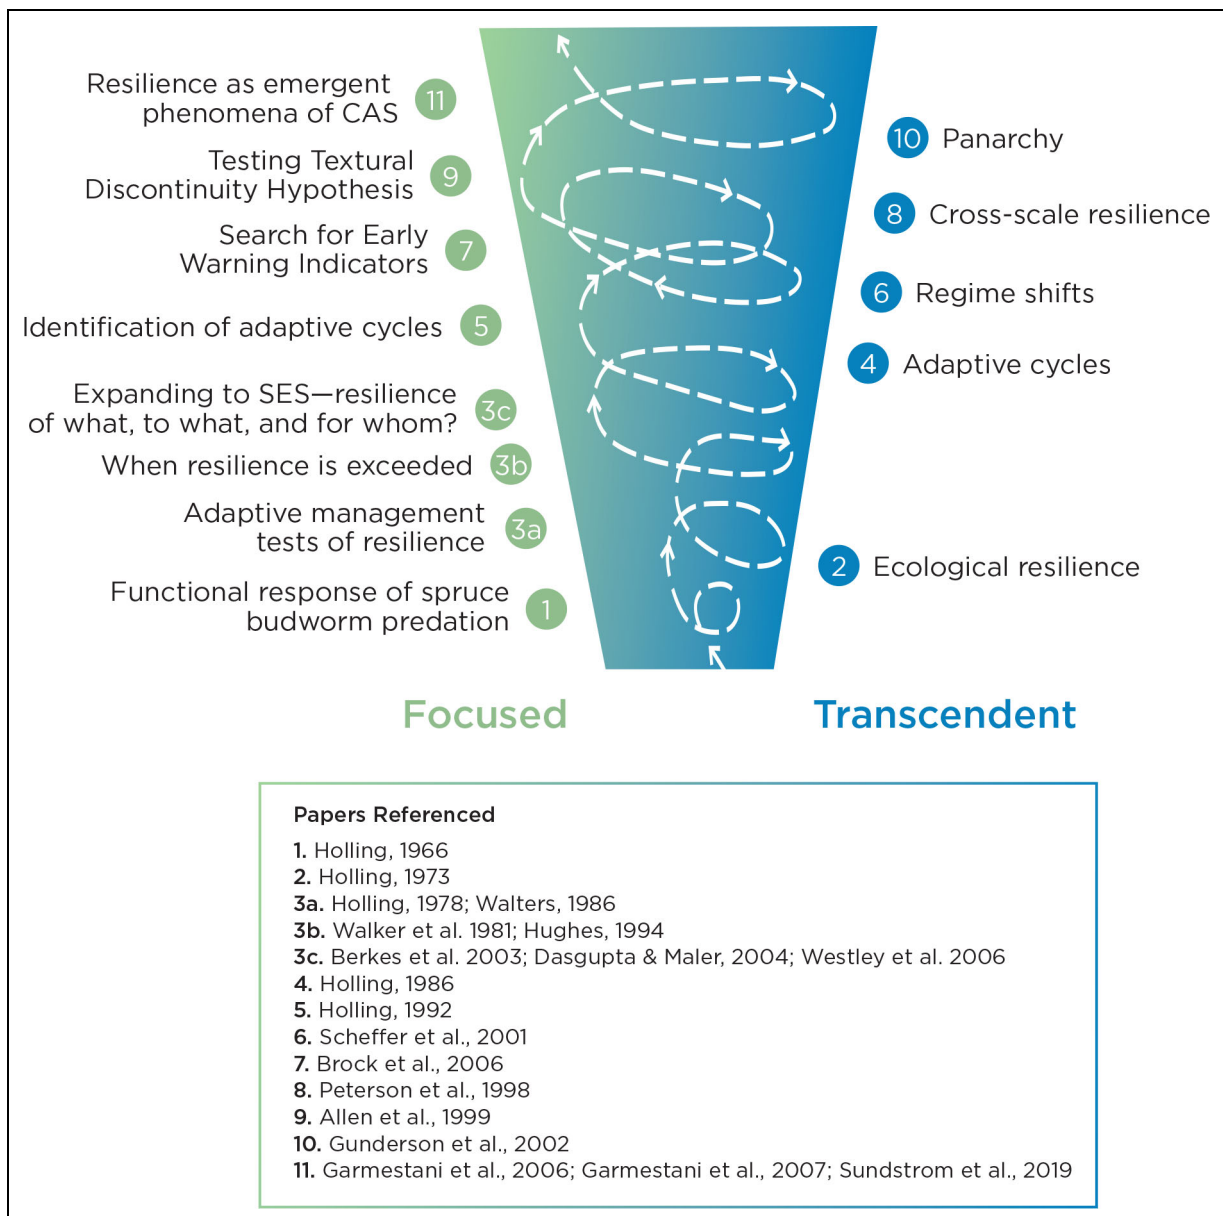 Resilience as emergent
phenomena of CAS
11
Testing Textural
Discontinuity Hypothesis
9
Search for Early
Warning Indicators
7
Identification of adaptive cycles
5
Expanding to SES—resilience
of what, to what, and for whom?
3c
When resilience is exceeded
3b
Adaptive management
tests of resilience
3a
Functional response of spruce
budworm predation
1
10 Panarchy
8 Cross-scale resilience
6 Regime shifts
4 Adaptive cycles
2 Ecological resilience
Focused
Transcendent
Papers Referenced
1. Holling, 1966
2. Holling, 1973
3a. Holling, 1978; Walters, 1986
3b. Walker et al. 1981; Hughes, 1994
3c. Berkes et al. 2003; Dasgupta & Maler, 2004; Westley et al. 2006
4. Holling, 1986
5. Holling, 1992
6. Scheffer et al., 2001
7. Brock et al., 2006
8. Peterson et al., 1998
9. Allen et al., 1999
10. Gunderson et al., 2002
11. Garmestani et al., 2006; Garmestani et al., 2007; Sundstrom et al., 2019